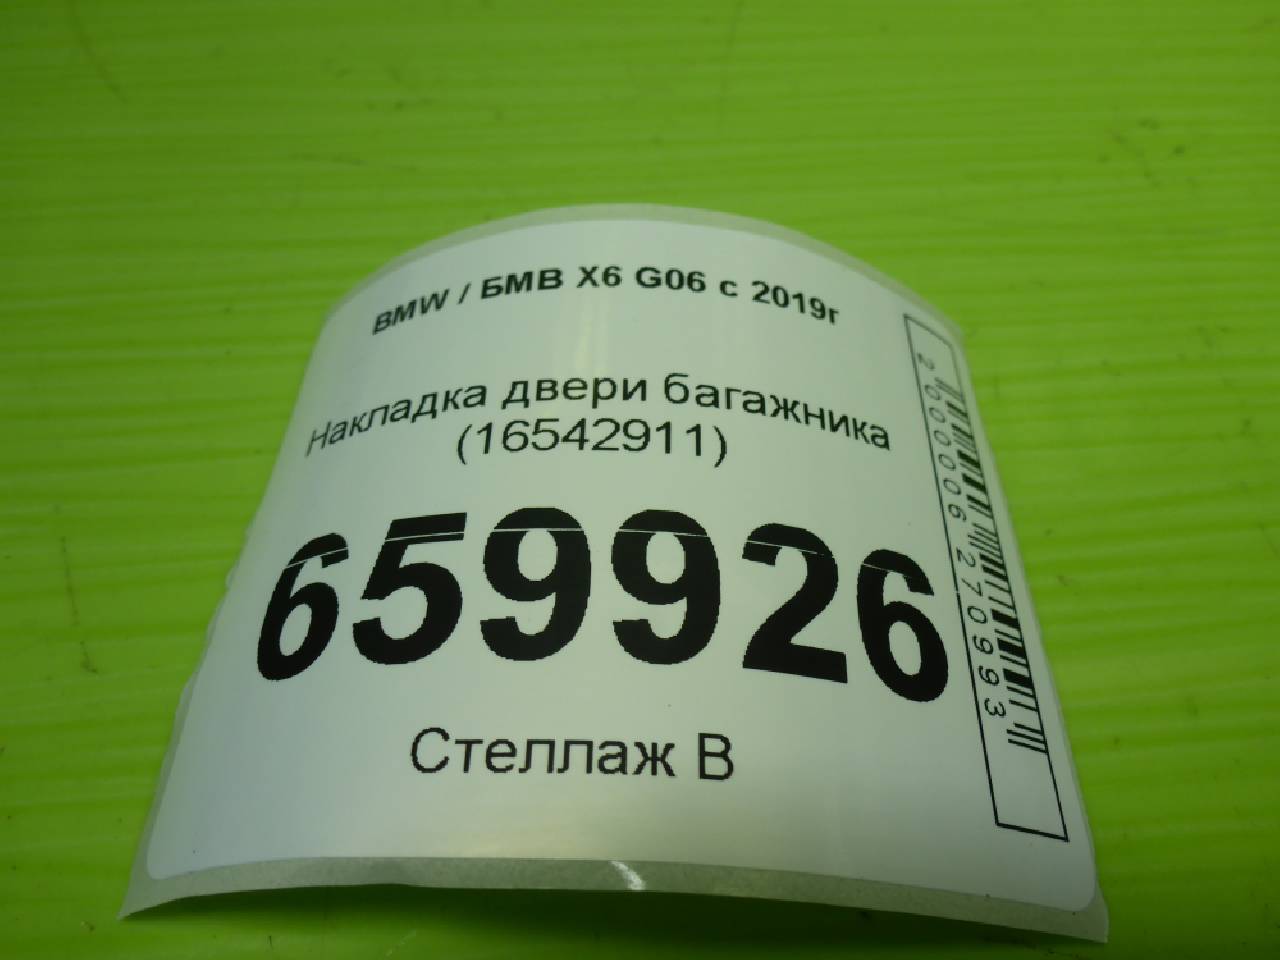 BMW / БМВ X6 G06 с 2019г
Накладка двери багажника
(16542911)
659926
Стеллаж В
2000006270993